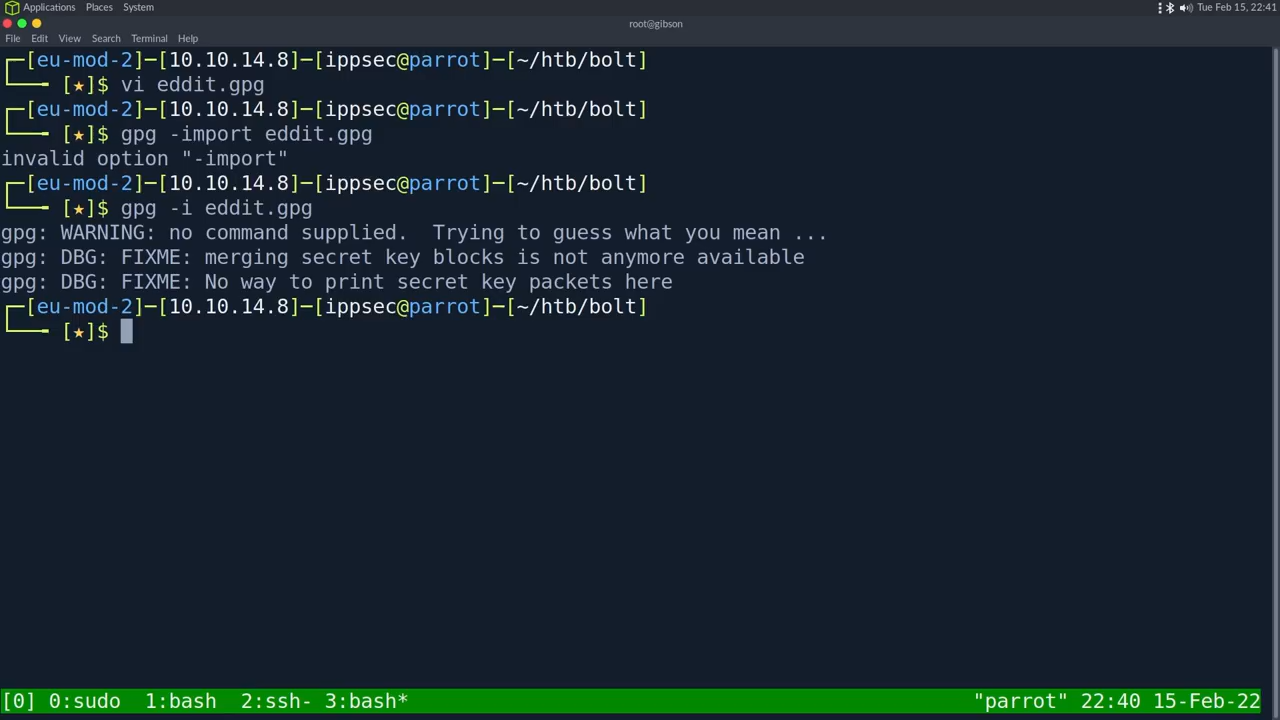 Applications Places System Tue Feb 15, 22:41
root@gibson
File Edit View Search Terminal Help
┌─[eu-mod-2]─[10.10.14.8]─[ippsec@parrot]─[~/htb/bolt]
└──╼ [★]$ vi eddit.gpg
┌─[eu-mod-2]─[10.10.14.8]─[ippsec@parrot]─[~/htb/bolt]
└──╼ [★]$ gpg -import eddit.gpg
invalid option "-import"
┌─[eu-mod-2]─[10.10.14.8]─[ippsec@parrot]─[~/htb/bolt]
└──╼ [★]$ gpg -i eddit.gpg
gpg: WARNING: no command supplied.  Trying to guess what you mean ...
gpg: DBG: FIXME: merging secret key blocks is not anymore available
gpg: DBG: FIXME: No way to print secret key packets here
┌─[eu-mod-2]─[10.10.14.8]─[ippsec@parrot]─[~/htb/bolt]
└──╼ [★]$
[0] 0:sudo  1:bash  2:ssh- 3:bash* "parrot" 22:40 15-Feb-22